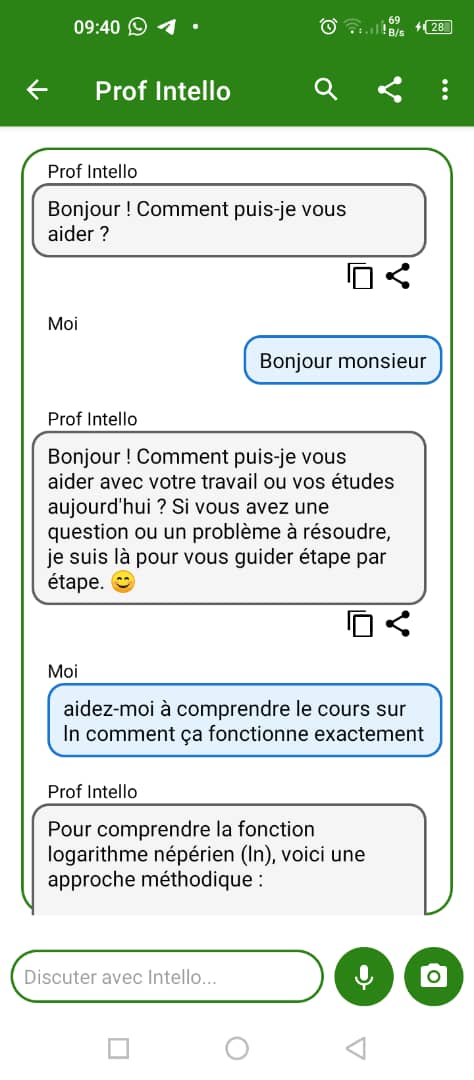 09:40
69
B/s
28
Prof Intello
Prof Intello
Bonjour ! Comment puis-je vous
aider ?
Moi
Bonjour monsieur
Prof Intello
Bonjour ! Comment puis-je vous
aider avec votre travail ou vos études
aujourd'hui ? Si vous avez une
question ou un problème à résoudre,
je suis là pour vous guider étape par
étape. 😊
Moi
aidez-moi à comprendre le cours sur
ln comment ça fonctionne exactement
Prof Intello
Pour comprendre la fonction
logarithme népérien (ln), voici une
approche méthodique :
Discuter avec Intello...